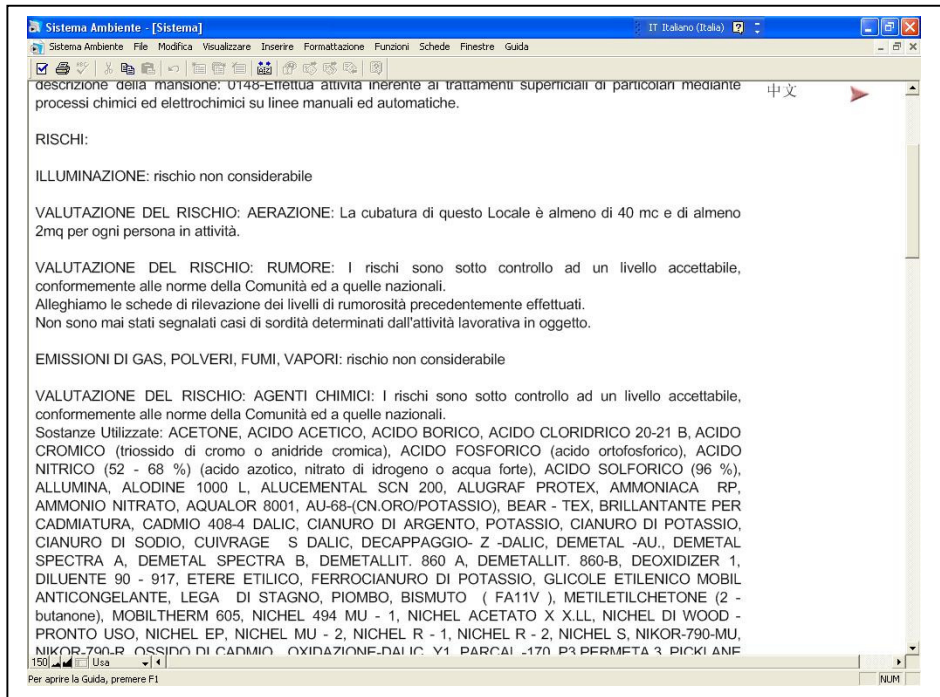 Sistema Ambiente - [Sistema]
IT Italiano (Italia)
Sistema Ambiente File Modifica Visualizzare Inserire Formattazione Funzioni Schede Finestre Guida
descrizione della mansione: 0148-Effettua attività inerente ai trattamenti superficiali di particolari mediante
processi chimici ed elettrochimici su linee manuali ed automatiche.
中文
RISCHI:
ILLUMINAZIONE: rischio non considerabile
VALUTAZIONE DEL RISCHIO: AERAZIONE: La cubatura di questo Locale è almeno di 40 mc e di almeno
2mq per ogni persona in attività.
VALUTAZIONE DEL RISCHIO: RUMORE: I rischi sono sotto controllo ad un livello accettabile,
conformemente alle norme della Comunità ed a quelle nazionali.
Alleghiamo le schede di rilevazione dei livelli di rumorosità precedentemente effettuati.
Non sono mai stati segnalati casi di sordità determinati dall'attività lavorativa in oggetto.
EMISSIONI DI GAS, POLVERI, FUMI, VAPORI: rischio non considerabile
VALUTAZIONE DEL RISCHIO: AGENTI CHIMICI: I rischi sono sotto controllo ad un livello accettabile,
conformemente alle norme della Comunità ed a quelle nazionali.
Sostanze Utilizzate: ACETONE, ACIDO ACETICO, ACIDO BORICO, ACIDO CLORIDRICO 20-21 B, ACIDO
CROMICO (triossido di cromo o anidride cromica), ACIDO FOSFORICO (acido ortofosforico), ACIDO
NITRICO (52 - 68 %) (acido azotico, nitrato di idrogeno o acqua forte), ACIDO SOLFORICO (96 %),
ALLUMINA, ALODINE 1000 L, ALUCEMENTAL SCN 200, ALUGRAF PROTEX, AMMONIACA RP,
AMMONIO NITRATO, AQUALOR 8001, AU-68-(CN.ORO/POTASSIO), BEAR - TEX, BRILLANTANTE PER
CADMIATURA, CADMIO 408-4 DALIC, CIANURO DI ARGENTO, POTASSIO, CIANURO DI POTASSIO,
CIANURO DI SODIO, CUIVRAGE S DALIC, DECAPPAGGIO- Z -DALIC, DEMETAL -AU., DEMETAL
SPECTRA A, DEMETAL SPECTRA B, DEMETALLIT. 860 A, DEMETALLIT. 860-B, DEOXIDIZER 1,
DILUENTE 90 - 917, ETERE ETILICO, FERROCIANURO DI POTASSIO, GLICOLE ETILENICO MOBIL
ANTICONGELANTE, LEGA DI STAGNO, PIOMBO, BISMUTO ( FA11V ), METILETILCHETONE (2 -
butanone), MOBILTHERM 605, NICHEL 494 MU - 1, NICHEL ACETATO X X.LL, NICHEL DI WOOD -
PRONTO USO, NICHEL EP, NICHEL MU - 2, NICHEL R - 1, NICHEL R - 2, NICHEL S, NIKOR-790-MU,
NIKOR-790-R, OSSIDO DI CADMIO, OXIDAZIONE-DALIC, Y1, PARCAL -170, P3 PERMETA 3, PICKLANE
150 Usa
Per aprire la Guida, premere F1
NUM